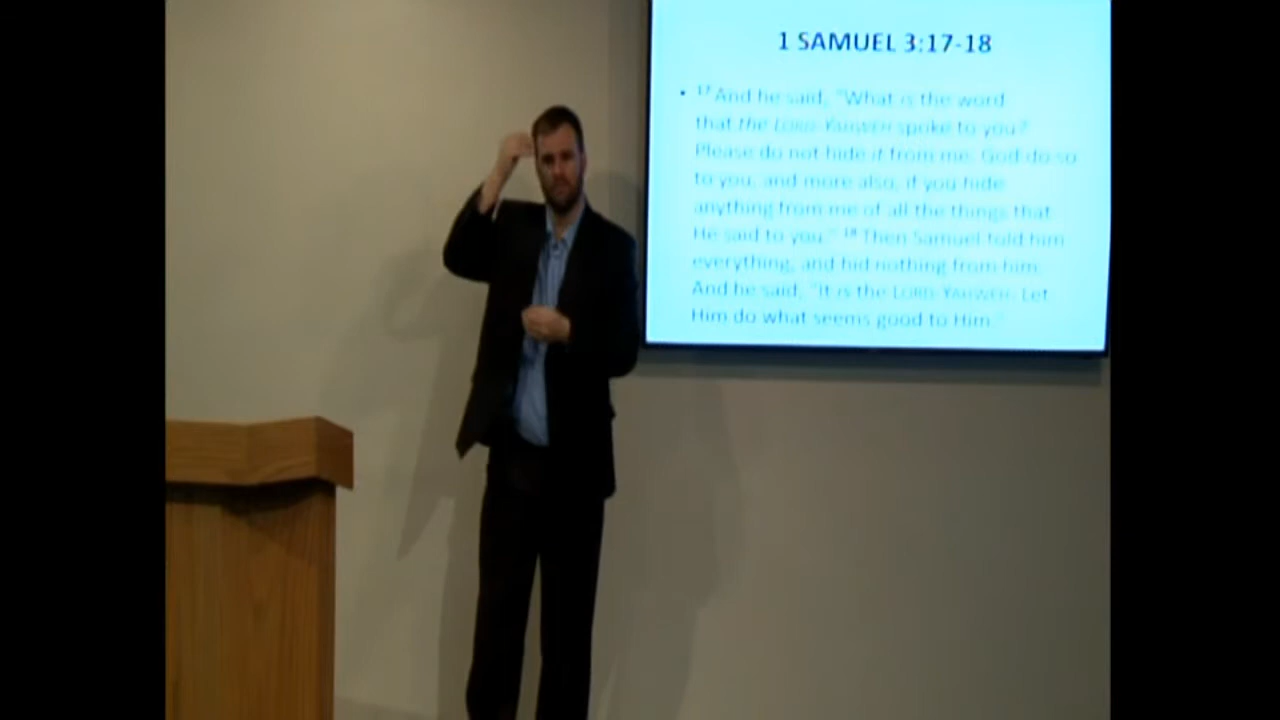 1 SAMUEL 3:17-18
• 17 And he said, "What is the word
that the LORD-YAHWEH spoke to you?
Please do not hide it from me. God do so
to you, and more also, if you hide
anything from me of all the things that
He said to you." 18 Then Samuel told him
everything, and hid nothing from him.
And he said, "It is the LORD-YAHWEH. Let
Him do what seems good to Him."